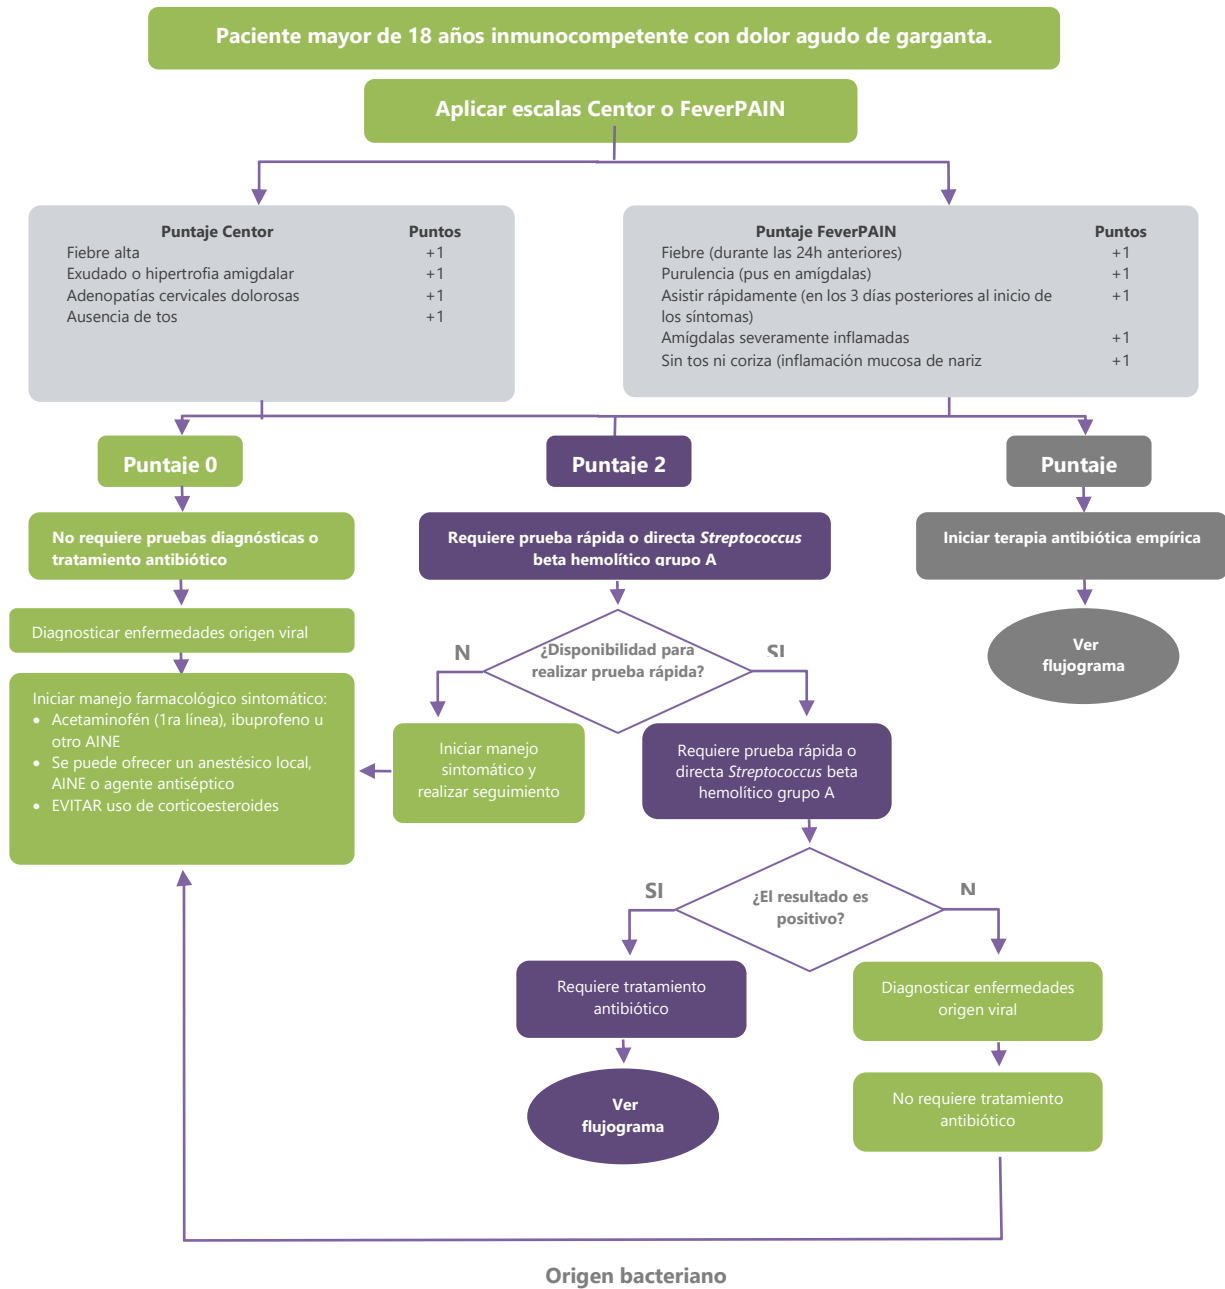 Paciente mayor de 18 años inmunocompetente con dolor agudo de garganta.
Aplicar escalas Centor o FeverPAIN
Puntaje Centor Puntos
Fiebre alta +1
Exudado o hipertrofia amigdalar +1
Adenopatías cervicales dolorosas +1
Ausencia de tos +1
Puntaje FeverPAIN Puntos
Fiebre (durante las 24h anteriores) +1
Purulencia (pus en amígdalas) +1
Asistir rápidamente (en los 3 días posteriores al inicio de +1
los síntomas)
Amígdalas severamente inflamadas +1
Sin tos ni coriza (inflamación mucosa de nariz +1
Puntaje 0
Puntaje 2
Puntaje
No requiere pruebas diagnósticas o
tratamiento antibiótico
Requiere prueba rápida o directa Streptococcus
beta hemolítico grupo A
Iniciar terapia antibiótica empírica
Diagnosticar enfermedades origen viral
N
¿Disponibilidad para
realizar prueba rápida?
SI
Ver
flujograma
Iniciar manejo farmacológico sintomático:
• Acetaminofén (1ra línea), ibuprofeno u
otro AINE
• Se puede ofrecer un anestésico local,
AINE o agente antiséptico
• EVITAR uso de corticoesteroides
Iniciar manejo
sintomático y
realizar seguimiento
Requiere prueba rápida o
directa Streptococcus beta
hemolítico grupo A
SI
¿El resultado es
positivo?
N
Requiere tratamiento
antibiótico
Diagnosticar enfermedades
origen viral
Ver
flujograma
No requiere tratamiento
antibiótico
Origen bacteriano